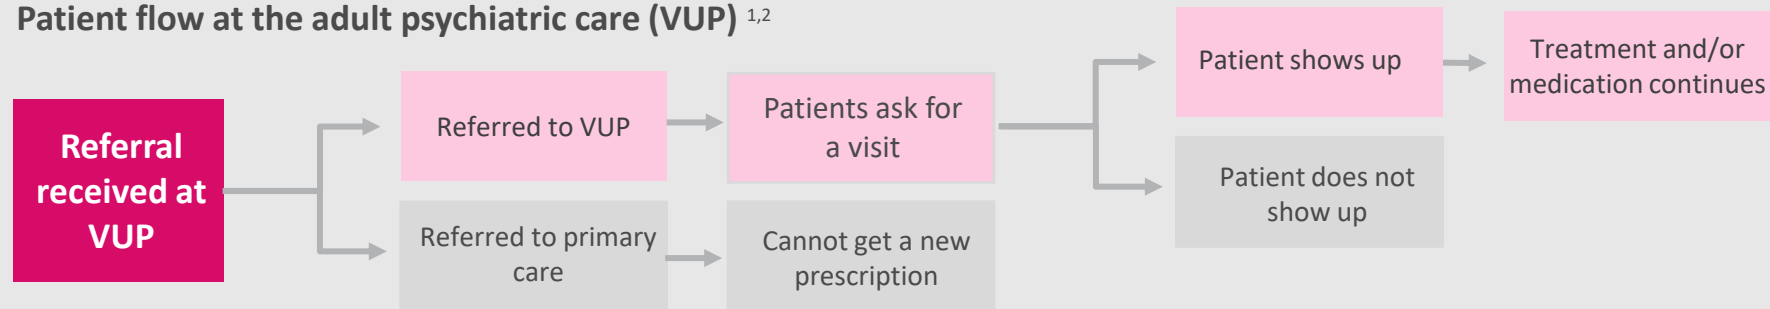 Patient flow at the adult psychiatric care (VUP) 1,2
Referral
received at
VUP
Referred to VUP
Patients ask for
a visit
Patient shows up
Treatment and/or
medication continues
Referred to primary
care
Cannot get a new
prescription
Patient does not
show up